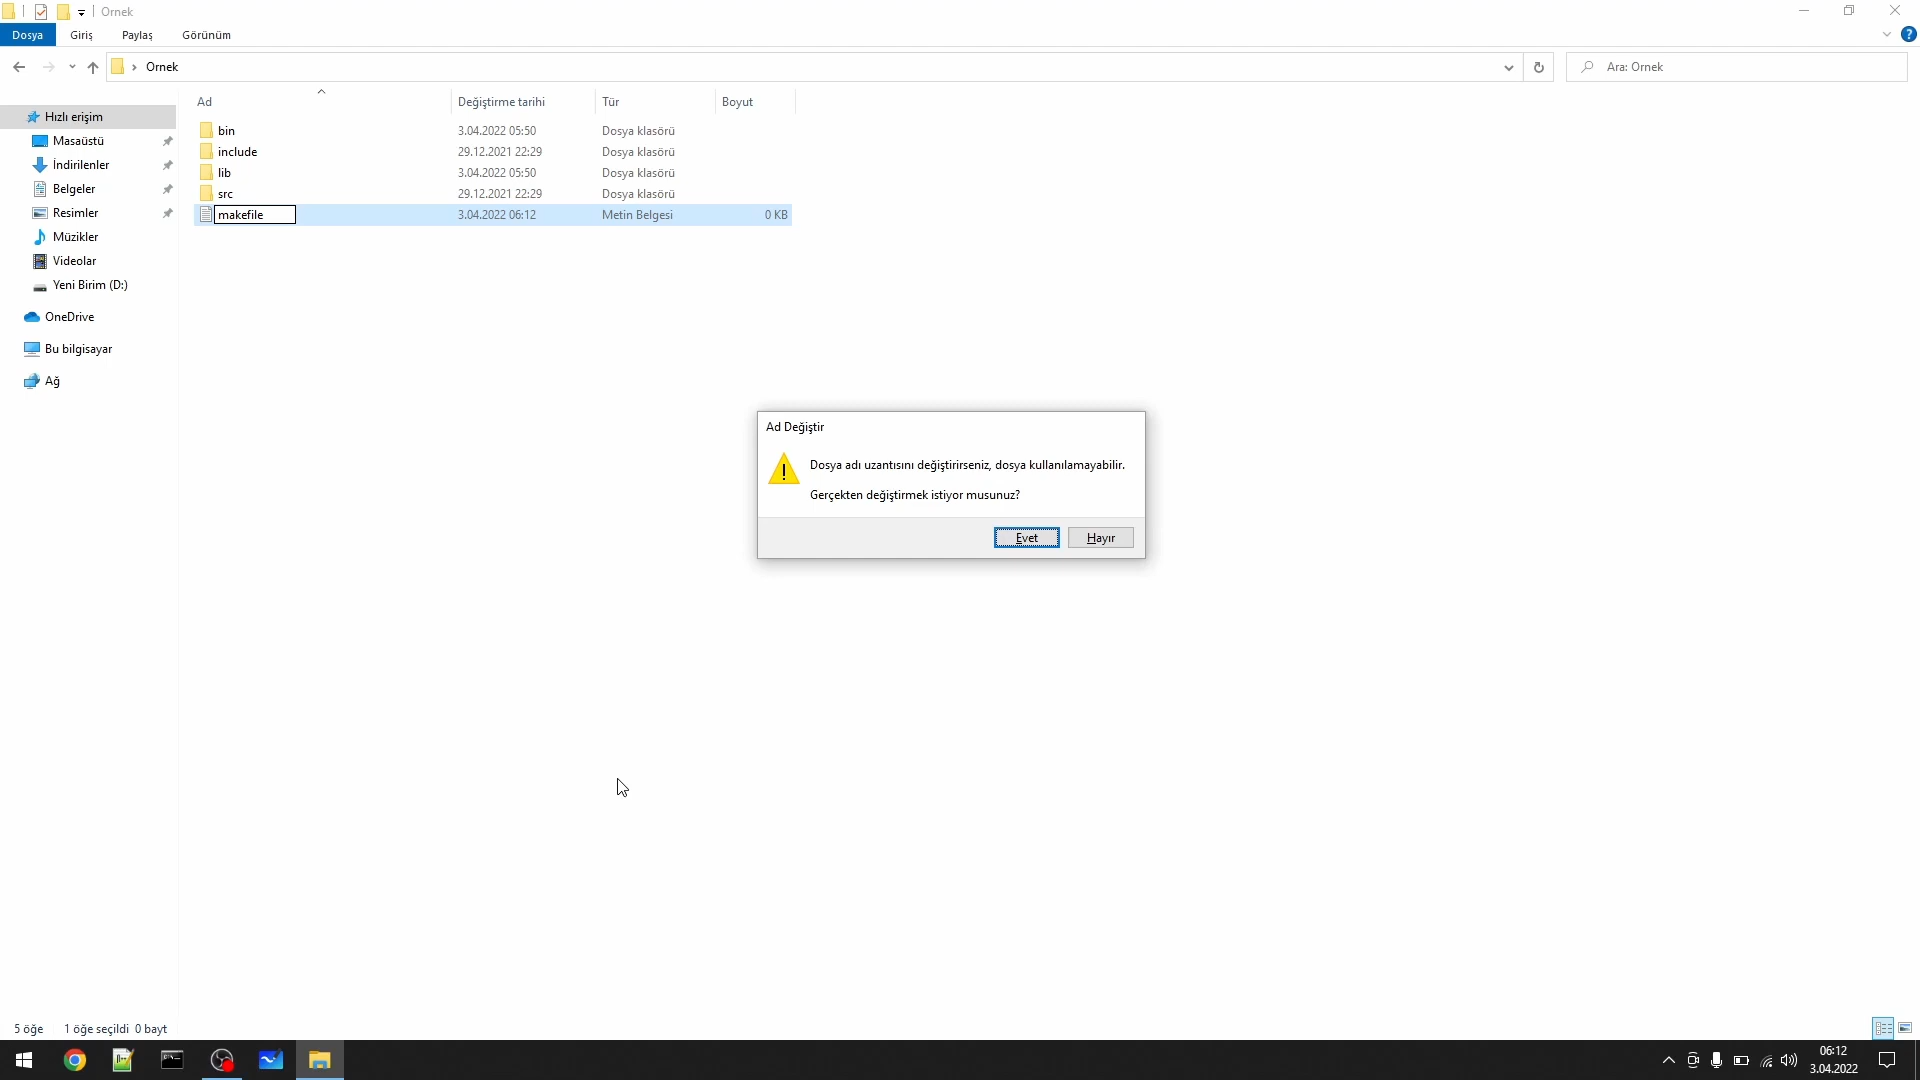 Ornek
Dosya Giriş Paylaş Görünüm ?
Ornek
Ara: Ornek
Ad Değiştirme tarihi Tür Boyut
Hızlı erişim
Masaüstü
İndirilenler
Belgeler
Resimler
Müzikler
Videolar
Yeni Birim (D:)
OneDrive
Bu bilgisayar
Ağ
bin 3.04.2022 05:50 Dosya klasörü
include 29.12.2021 22:29 Dosya klasörü
lib 3.04.2022 05:50 Dosya klasörü
src 29.12.2021 22:29 Dosya klasörü
makefile 3.04.2022 06:12 Metin Belgesi 0 KB
Ad Değiştir
Dosya adı uzantısını değiştirirseniz, dosya kullanılamayabilir.
Gerçekten değiştirmek istiyor musunuz?
Evet Hayır
5 öğe 1 öğe seçildi 0 bayt
06:12
3.04.2022